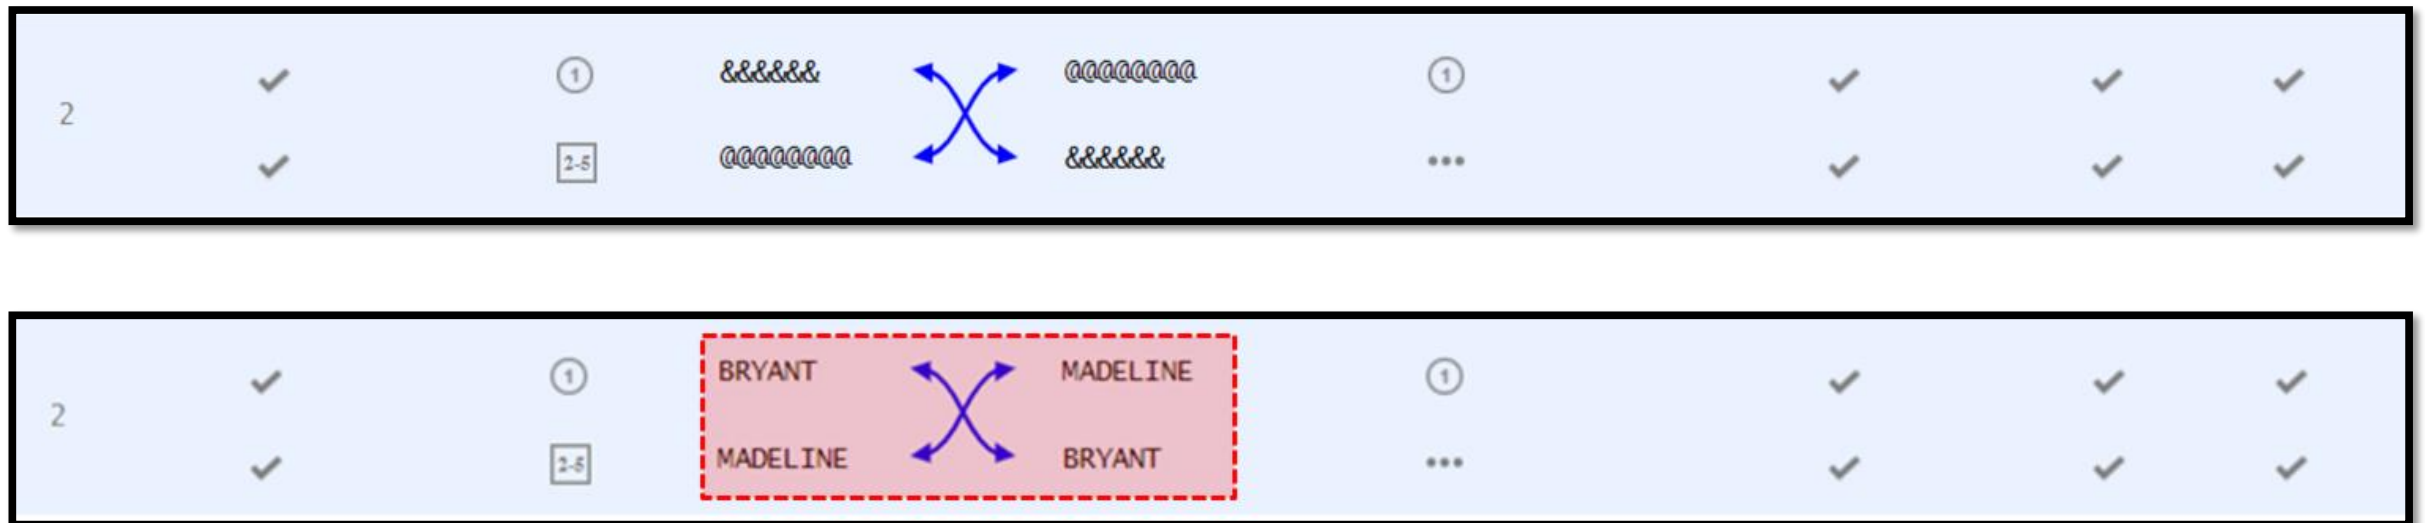 ① &&&&&& @@@@@@@@ ①
2
2-5 @@@@@@@@ &&&&&& •••
① BRYANT MADELINE ①
2
2-5 MADELINE BRYANT •••